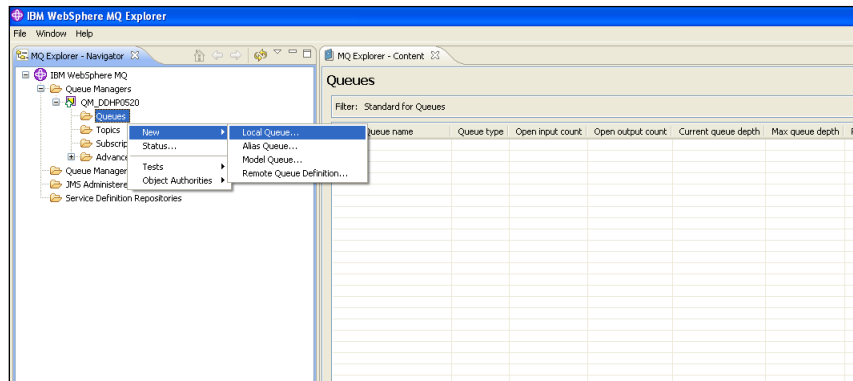 IBM WebSphere MQ Explorer
File Window Help
MQ Explorer - Navigator
IBM WebSphere MQ
Queue Managers
QM_DDHP0520
Queues
Topics
Subscrip
Advance
Queue Manager
JMS Administere
Service Definition Repositories
New
Status...
Tests
Object Authorities
Local Queue...
Alias Queue...
Model Queue...
Remote Queue Definition...
MQ Explorer - Content
Queues
Filter: Standard for Queues
Queue name Queue type Open input count Open output count Current queue depth Max queue depth